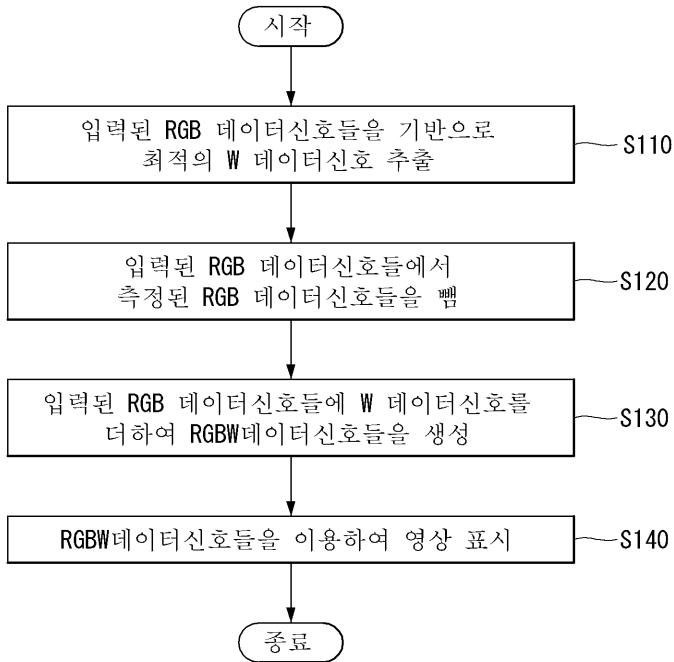 시작
입력된 RGB 데이터신호들을 기반으로
최적의 W 데이터신호 추출
S110
입력된 RGB 데이터신호들에서
측정된 RGB 데이터신호들을 뺌
S120
입력된 RGB 데이터신호들에 W 데이터신호를
더하여 RGBW데이터신호들을 생성
S130
RGBW데이터신호들을 이용하여 영상 표시
S140
종료